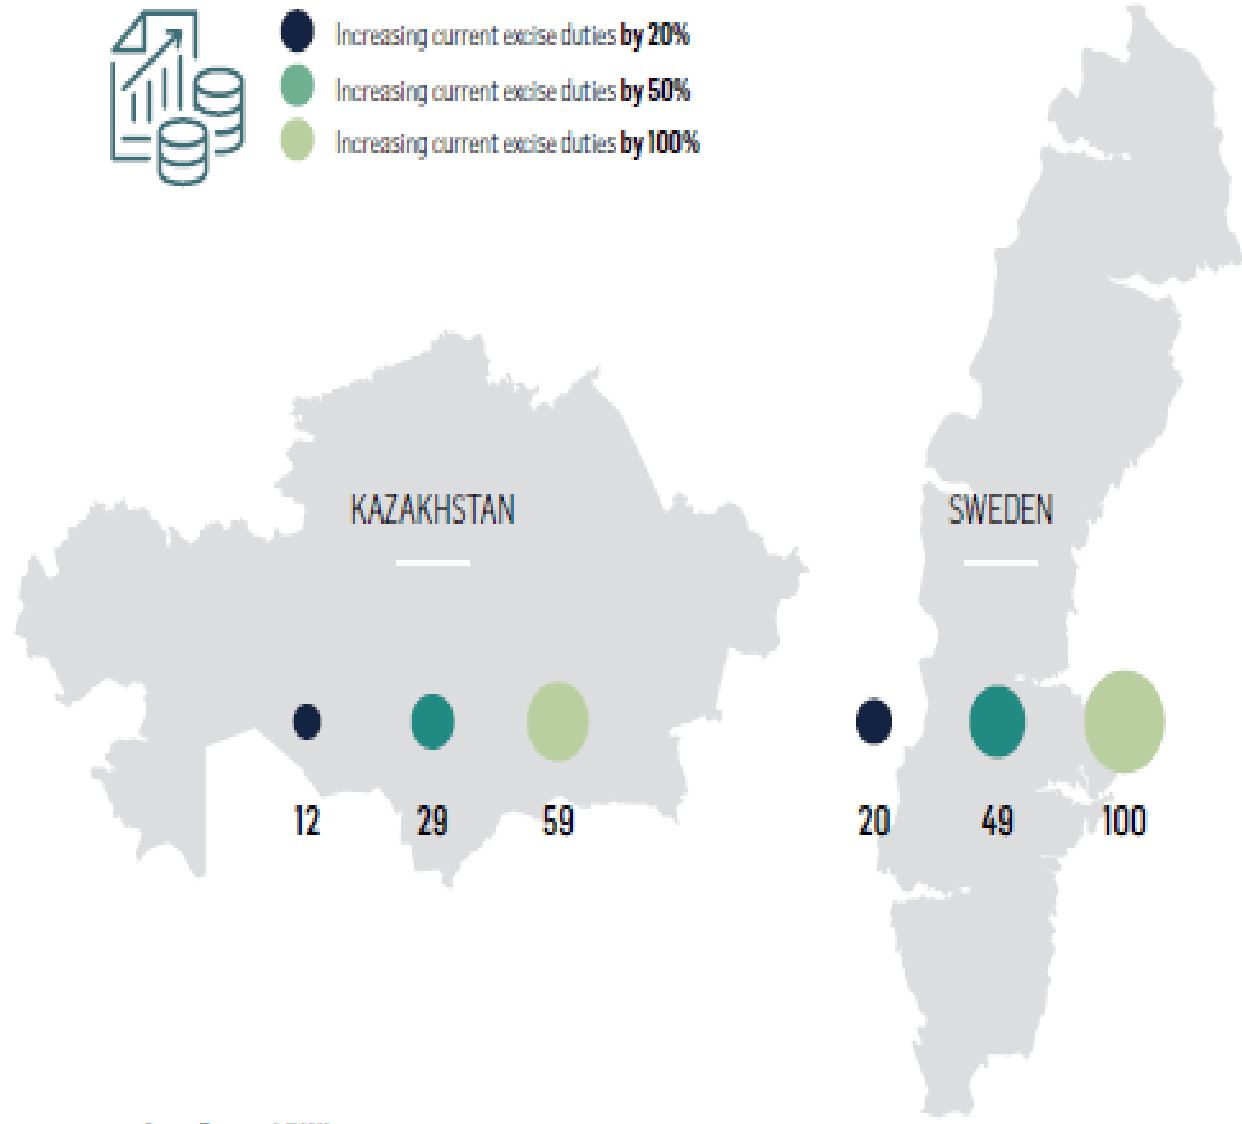 Increasing current excise duties by 20%
Increasing current excise duties by 50%
Increasing current excise duties by 100%
KAZAKHSTAN
SWEDEN
12 29 59 20 49 100